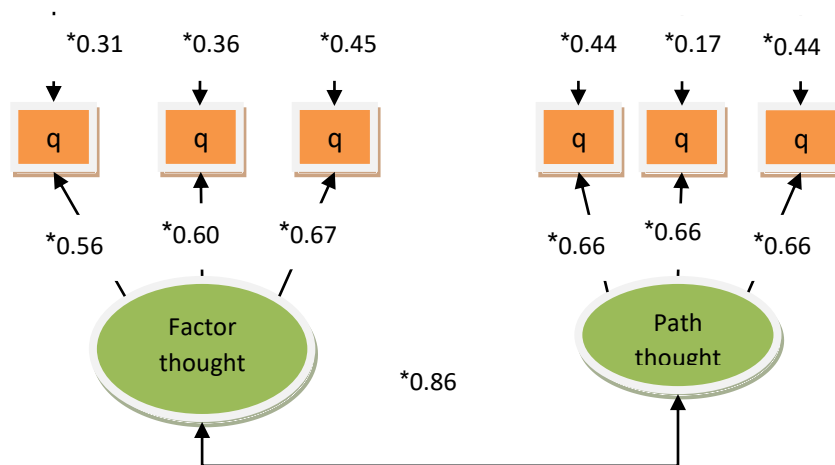 *0.31 *0.36 *0.45 *0.44 *0.17 *0.44
q q q q q q
*0.56 *0.60 *0.67 *0.66 *0.66 *0.66
Factor
thought
Path
thought
*0.86